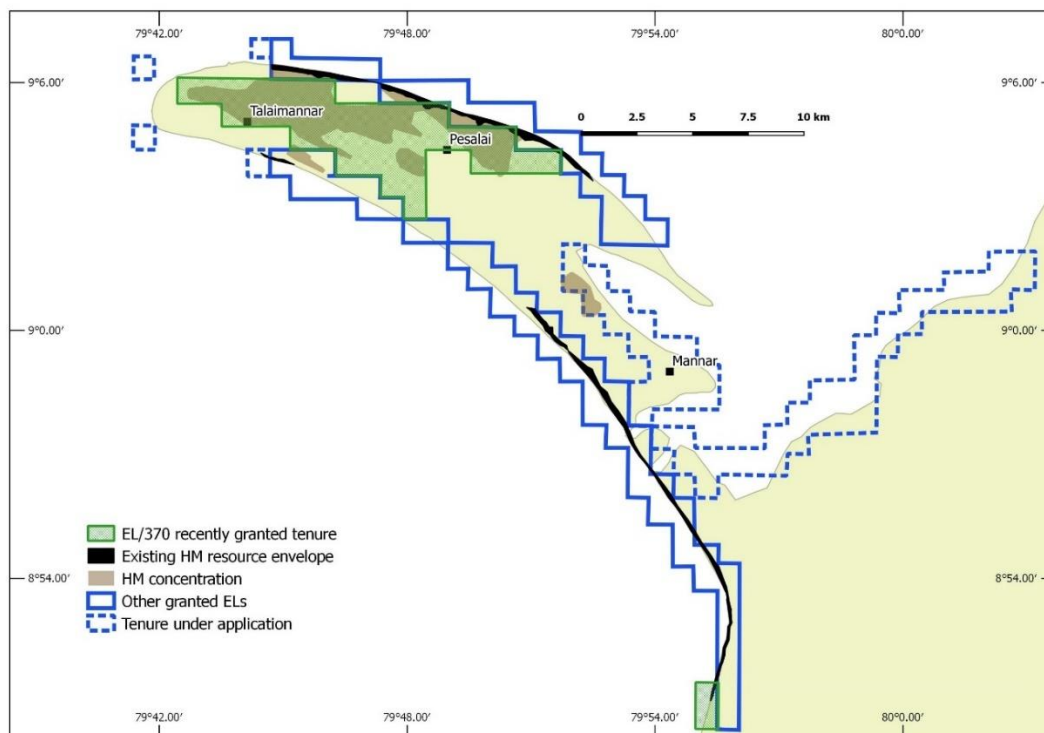 79°42.00' 79°48.00' 79°54.00' 80°0.00'
9°6.00' 9°6.00'
Talaimannar
Pesalai
0 2.5 5 7.5 10 km
9°0.00' 9°0.00'
Mannar
EL/370 recently granted tenure
Existing HM resource envelope
HM concentration
Other granted ELs
Tenure under application
8°54.00' 8°54.00'
79°42.00' 79°48.00' 79°54.00' 80°0.00'